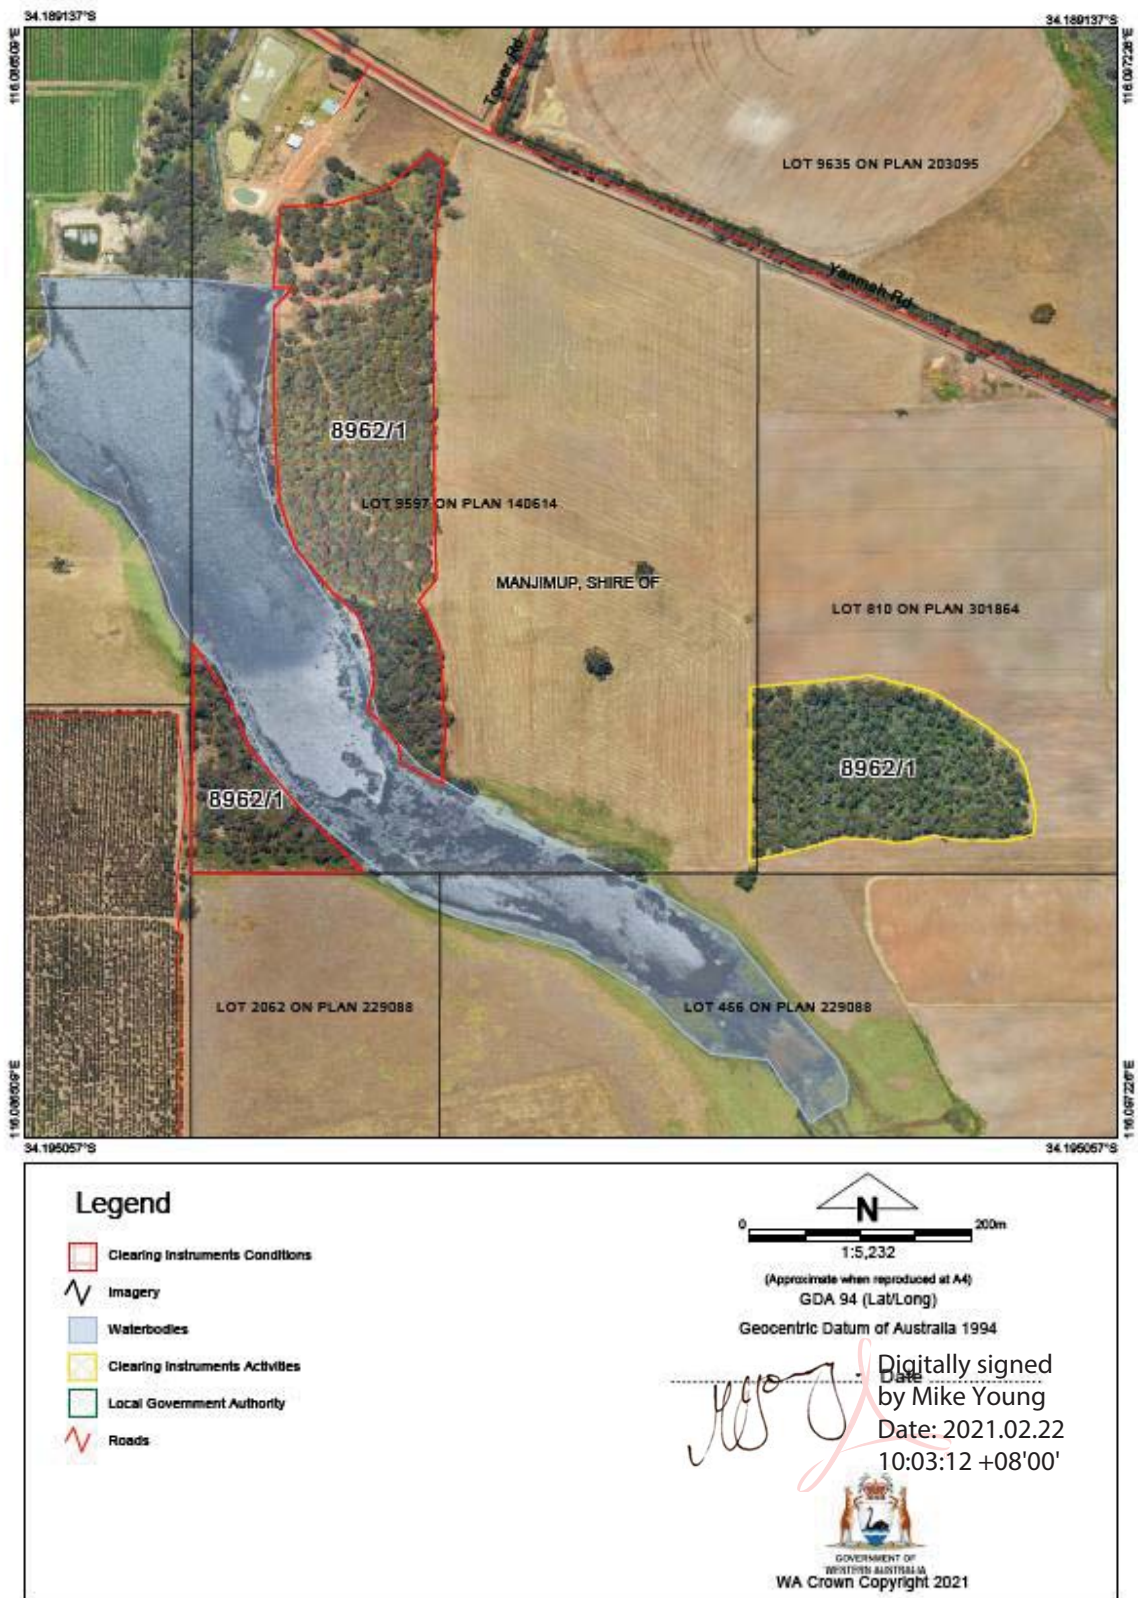 34.189137°S
34.189137°S
116.086509°E
116.097226°E
Tower Rd
LOT 9635 ON PLAN 203095
Yanmah Rd
8962/1
LOT 9597 ON PLAN 140614
MANJIMUP, SHIRE OF
LOT 810 ON PLAN 301864
8962/1
8962/1
LOT 2062 ON PLAN 229088
LOT 456 ON PLAN 229088
116.086509°E
116.097226°E
34.195057°S
34.195057°S
Legend
Clearing Instruments Conditions
Imagery
Waterbodies
Clearing Instruments Activities
Local Government Authority
Roads
N
0
200m
1:5,232
(Approximate when reproduced at A4)
GDA 94 (Lat/Long)
Geocentric Datum of Australia 1994
Date
Digitally signed
by Mike Young
Date: 2021.02.22
10:03:12 +08'00'
GOVERNMENT OF
WESTERN AUSTRALIA
WA Crown Copyright 2021